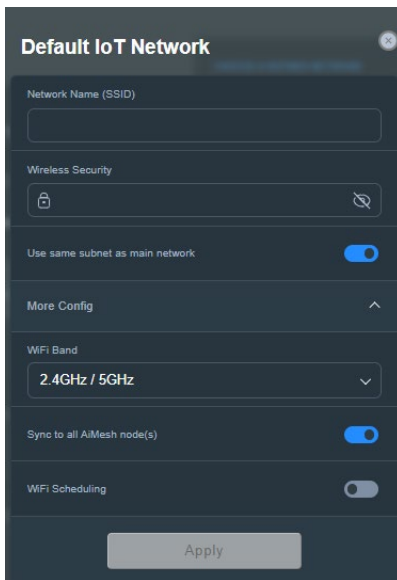 Default IoT Network
Network Name (SSID)
Wireless Security
Use same subnet as main network
More Config
WiFi Band
2.4GHz / 5GHz
Sync to all AiMesh node(s)
WiFi Scheduling
Apply